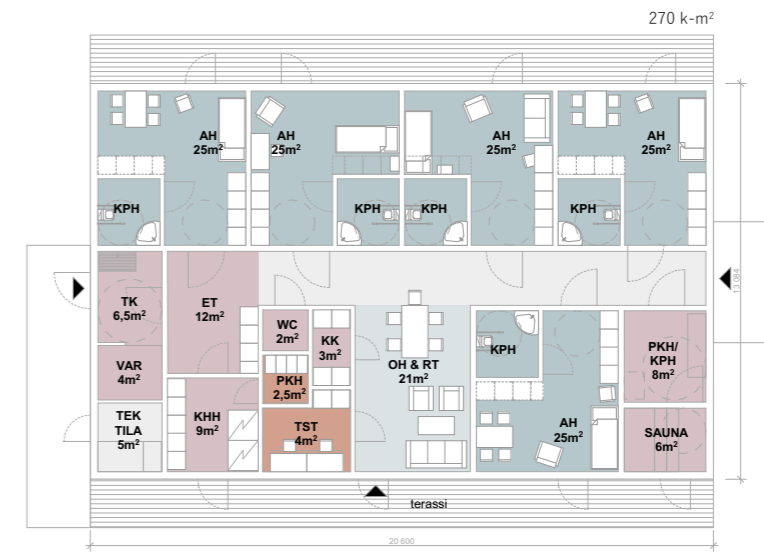 270 k-m²
AH
25m²
AH
25m²
AH
25m²
AH
25m²
KPH
KPH
KPH
KPH
TK
6,5m²
ET
12m²
WC
2m²
KK
3m²
OH & RT
21m²
KPH
PKH/
KPH
8m²
VAR
4m²
PKH
2,5m²
TEK
TILA
5m²
KHH
9m²
TST
4m²
AH
25m²
SAUNA
6m²
terassi
20 600
13 084